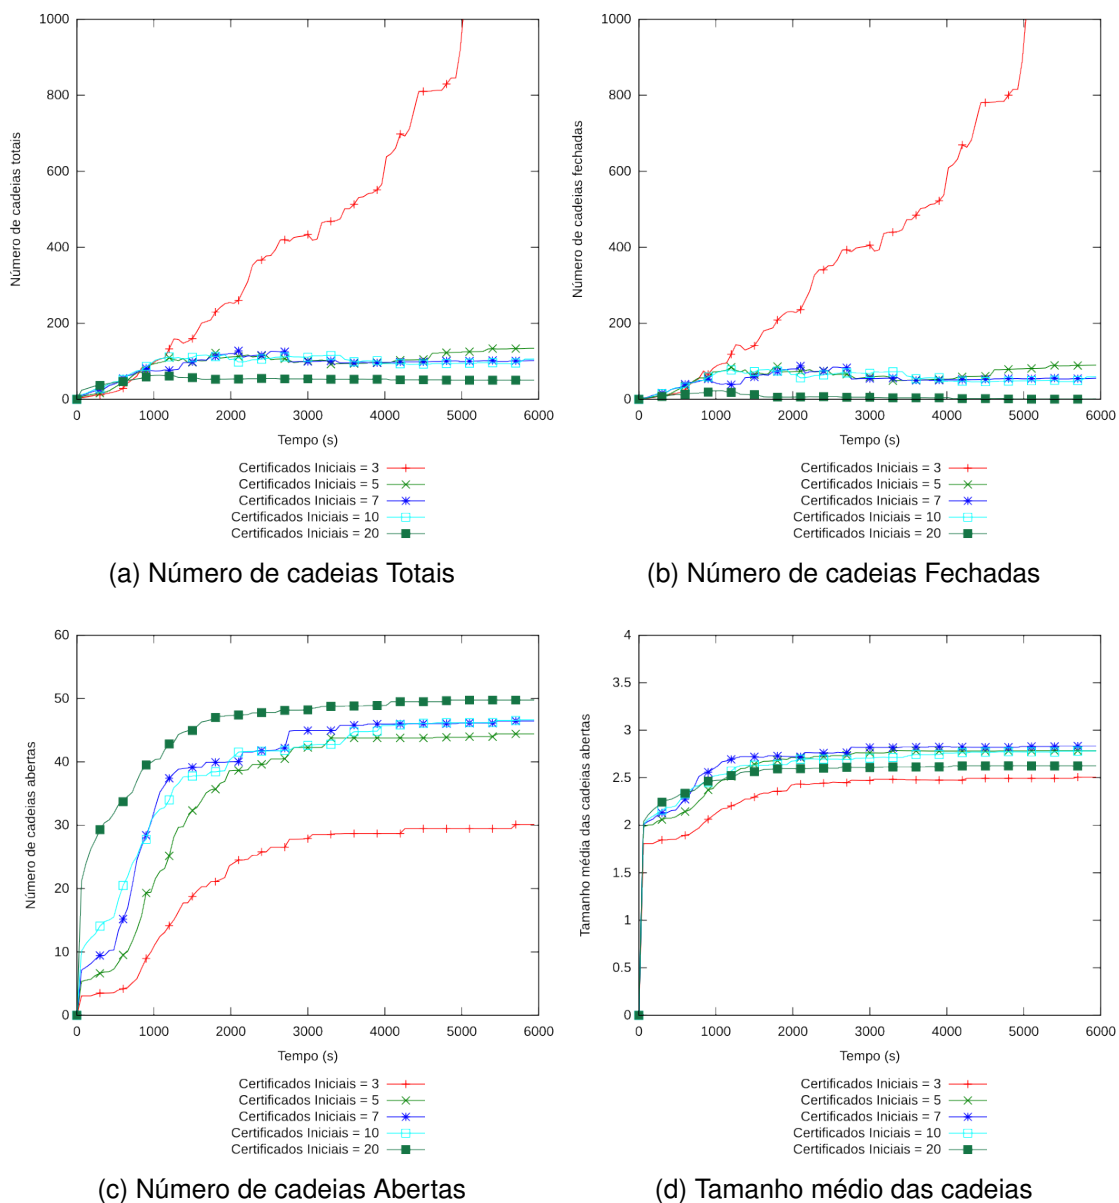 1000
800
600
400
200
0
Número de cadeias totais
0 1000 2000 3000 4000 5000 6000
Tempo (s)
Certificados Iniciais = 3
Certificados Iniciais = 5
Certificados Iniciais = 7
Certificados Iniciais = 10
Certificados Iniciais = 20
(a) Número de cadeias Totais
1000
800
600
400
200
0
Número de cadeias fechadas
0 1000 2000 3000 4000 5000 6000
Tempo (s)
Certificados Iniciais = 3
Certificados Iniciais = 5
Certificados Iniciais = 7
Certificados Iniciais = 10
Certificados Iniciais = 20
(b) Número de cadeias Fechadas
60
50
40
30
20
10
0
Número de cadeias abertas
0 1000 2000 3000 4000 5000 6000
Tempo (s)
Certificados Iniciais = 3
Certificados Iniciais = 5
Certificados Iniciais = 7
Certificados Iniciais = 10
Certificados Iniciais = 20
(c) Número de cadeias Abertas
4
3.5
3
2.5
2
1.5
1
0.5
0
Tamanho média das cadeias abertas
0 1000 2000 3000 4000 5000 6000
Tempo (s)
Certificados Iniciais = 3
Certificados Iniciais = 5
Certificados Iniciais = 7
Certificados Iniciais = 10
Certificados Iniciais = 20
(d) Tamanho médio das cadeias